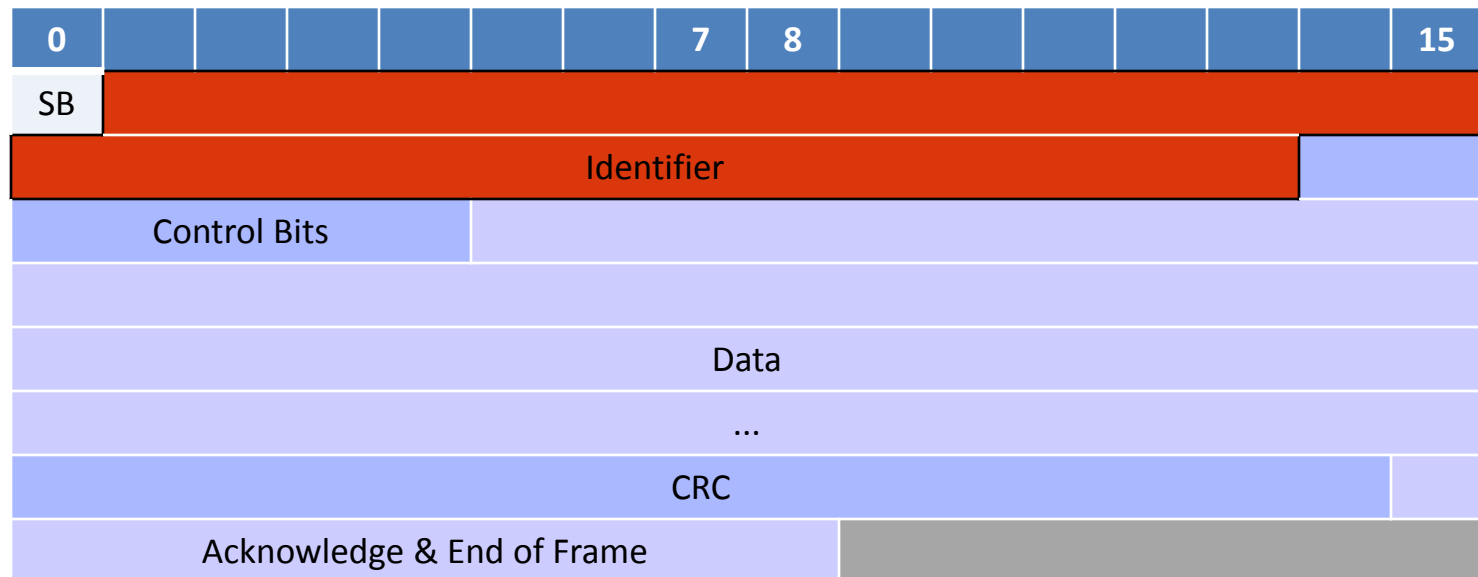 0 7 8 15
SB
Identifier
Control Bits
Data
...
CRC
Acknowledge & End of Frame